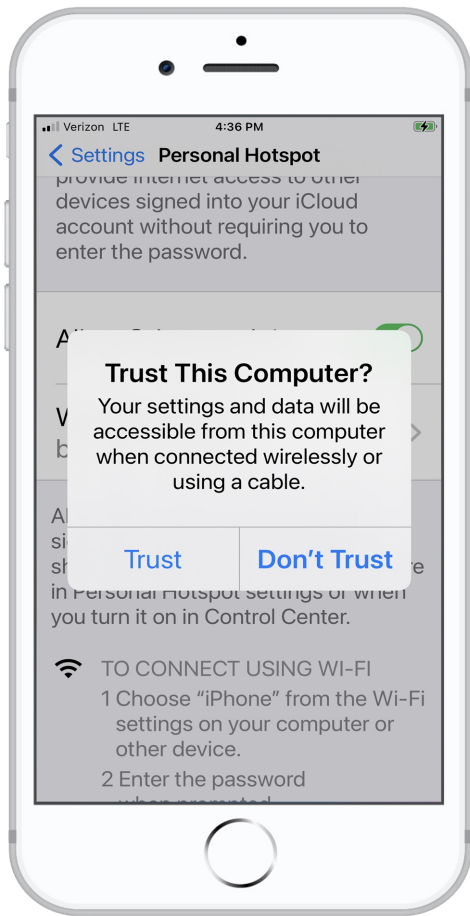 Verizon LTE 4:36 PM
Settings Personal Hotspot
provide internet access to other
devices signed into your iCloud
account without requiring you to
enter the password.
Trust This Computer?
Your settings and data will be
accessible from this computer
when connected wirelessly or
using a cable.
Trust Don't Trust
in Personal Hotspot settings or when
you turn it on in Control Center.
TO CONNECT USING WI-FI
1 Choose “iPhone” from the Wi-Fi
settings on your computer or
other device.
2 Enter the password
when prompted